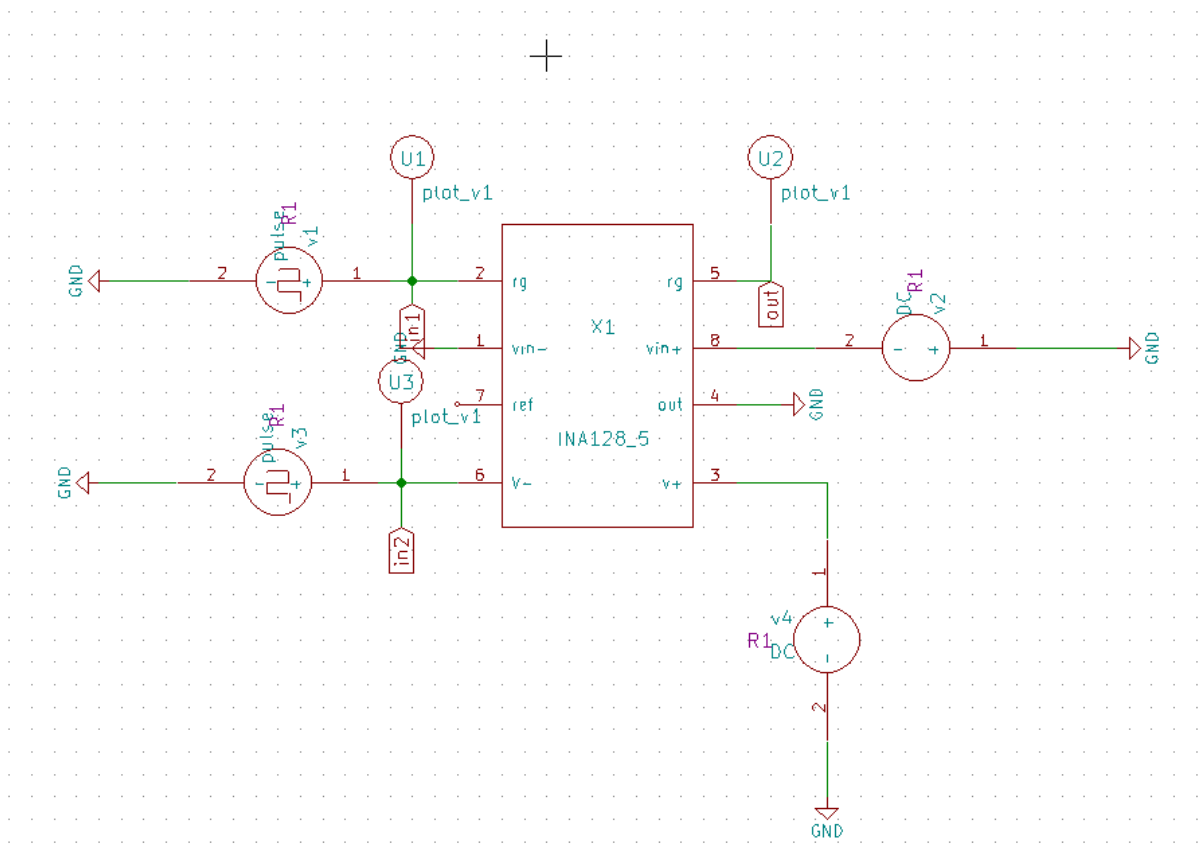 U1
plot_v1
U2
plot_v1
pulse
R1
v1
GND
2
1
- +
in1
2
rg
rg
5
out
X1
GND
1
vin-
vin+
8
DC
R1
v2
2
1
- +
GND
U3
plot_v1
7
ref
out
4
GND
INA128_5
pulse
R1
v3
GND
2
1
- +
6
V-
v+
3
in2
1
v4
R1
DC
+
-
2
GND